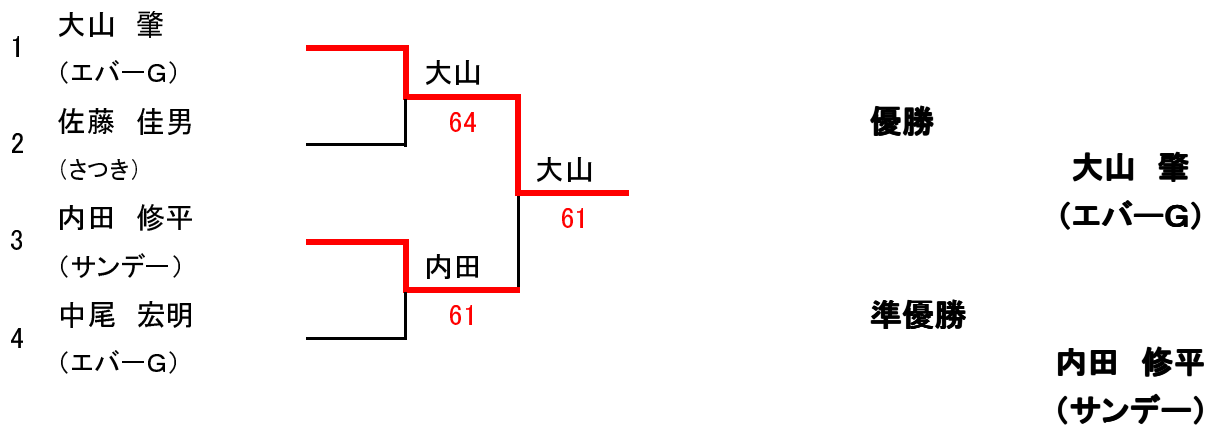 1
大山　肇
(エバーG)
2
佐藤　佳男
(さつき)
3
内田　修平
(サンデー)
4
中尾　宏明
(エバーG)
大山
64
内田
61
大山
61
優勝
大山　肇
(エバーG)
準優勝
内田　修平
(サンデー)